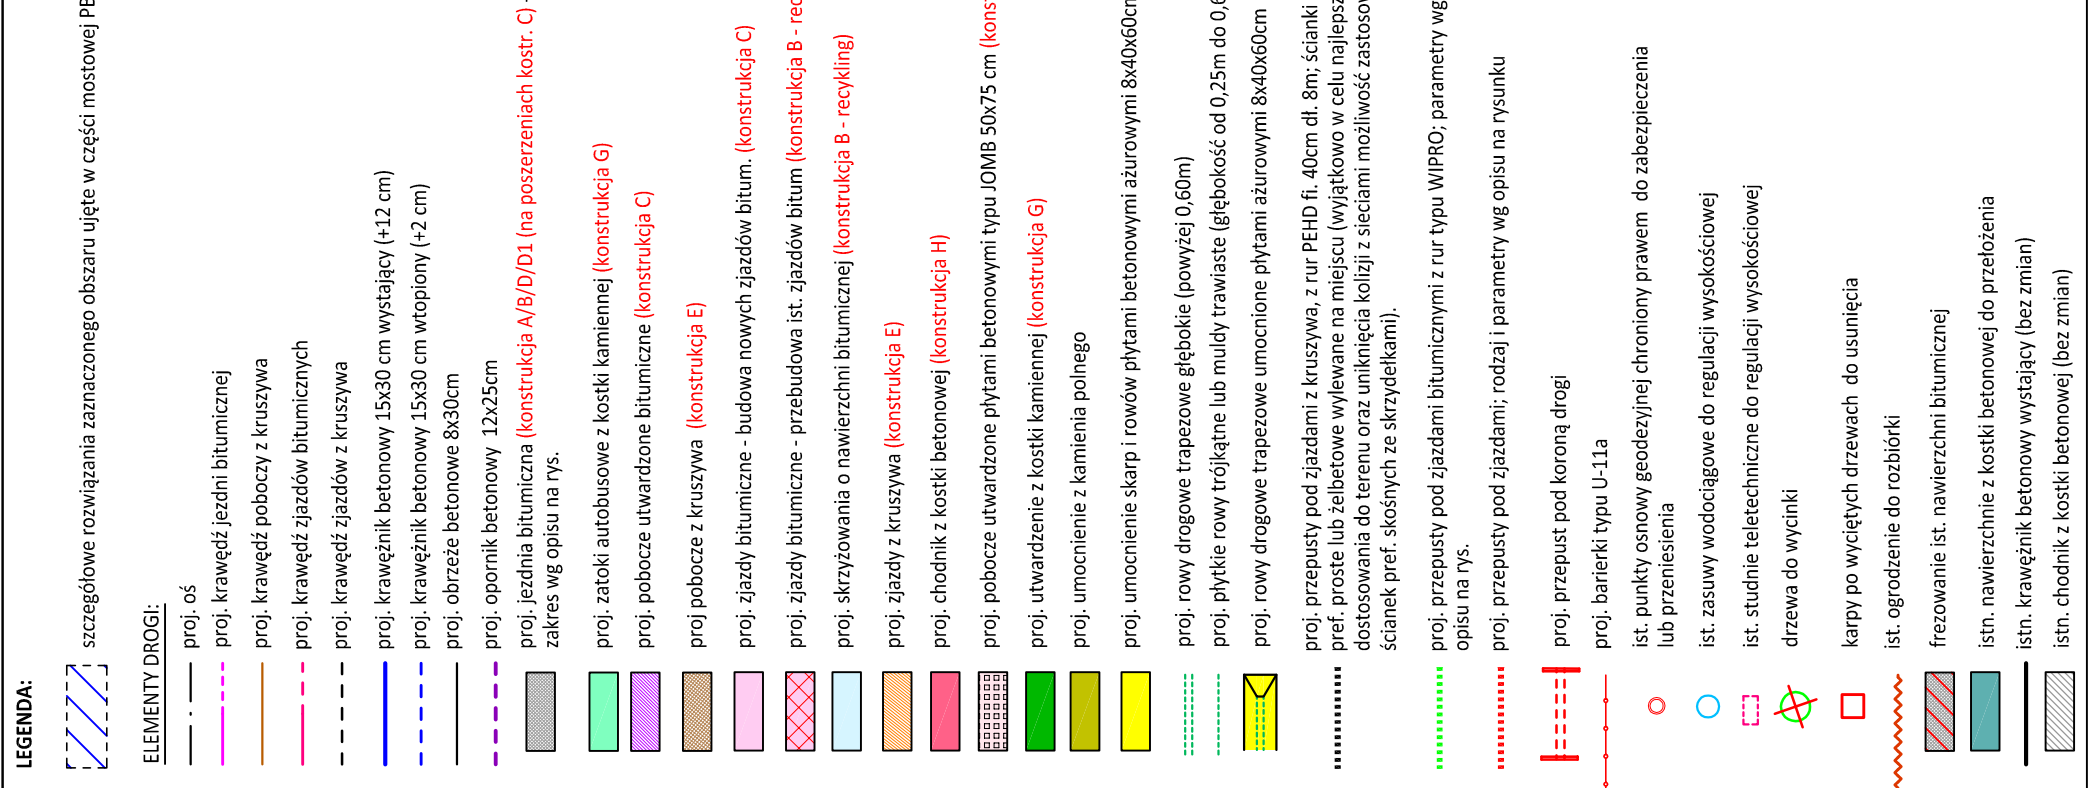 LEGENDA:
szczegółowe rozwiązania zaznaczonego obszaru ujęte w części mostowej
ELEMENTY DROGI:
proj. oś
proj. krawędź jezdni bitumicznej
proj. krawędź poboczy z kruszywa
proj. krawędź zjazdów bitumicznych
proj. krawędź zjazdów z kruszywa
proj. krawężnik betonowy 15x30 cm wystający (+12 cm)
proj. krawężnik betonowy 15x30 cm wtopiony (+2 cm)
proj. obrzeże betonowe 8x30cm
proj. opornik betonowy 12x25cm
proj. jezdnia bitumiczna (konstrukcja A/B/D/D1 (na poszerzeniach kostr. C) -
zakres wg opisu na rys.
proj. zatoki autobusowe z kostki kamiennej (konstrukcja G)
proj. pobocze utwardzone bitumiczne (konstrukcja C)
proj pobocze z kruszywa (konstrukcja E)
proj. zjazdy bitumiczne - budowa nowych zjazdów bitum. (konstrukcja C)
proj. zjazdy bitumiczne - przebudowa ist. zjazdów bitum (konstrukcja B - rec
proj. skrzyżowania o nawierzchni bitumicznej (konstrukcja B - recykling)
proj. zjazdy z kruszywa (konstrukcja E)
proj. chodnik z kostki betonowej (konstrukcja H)
proj. pobocze utwardzone płytami betonowymi typu JOMB 50x75 cm (kons
proj. utwardzenie z kostki kamiennej (konstrukcja G)
proj. umocnienie z kamienia polnego
proj. umocnienie skarp i rowów płytami betonowymi ażurowymi 8x40x60cm
proj. rowy drogowe trapezowe głębokie (powyżej 0,60m)
proj. płytkie rowy trójkątne lub muldy trawiaste (głębokość od 0,25m do 0,6
proj. rowy drogowe trapezowe umocnione płytami ażurowymi 8x40x60cm
proj. przepusty pod zjazdami z kruszywa, z rur PEHD fi. 40cm dł. 8m; ścianki
pref. proste lub żelbetowe wylewane na miejscu (wyjątkowo w celu najlepsz
dostosowania do terenu oraz uniknięcia kolizji z sieciami możliwość zastosow
ścianek pref. skośnych ze skrzydełkami).
proj. przepusty pod zjazdami bitumicznymi z rur typu WIPRO; parametry wg
opisu na rys.
proj. przepusty pod zjazdami; rodzaj i parametry wg opisu na rysunku
proj. przepust pod koroną drogi
proj. barierki typu U-11a
ist. punkty osnowy geodezyjnej chroniony prawem do zabezpieczenia
lub przeniesienia
ist. zasuwy wodociągowe do regulacji wysokościowej
ist. studnie teletechniczne do regulacji wysokościowej
drzewa do wycinki
karpy po wyciętych drzewach do usunięcia
ist. ogrodzenie do rozbiórki
frezowanie ist. nawierzchni bitumicznej
istn. nawierzchnie z kostki betonowej do przełożenia
istn. krawężnik betonowy wystający (bez zmian)
istn. chodnik z kostki betonowej (bez zmian)